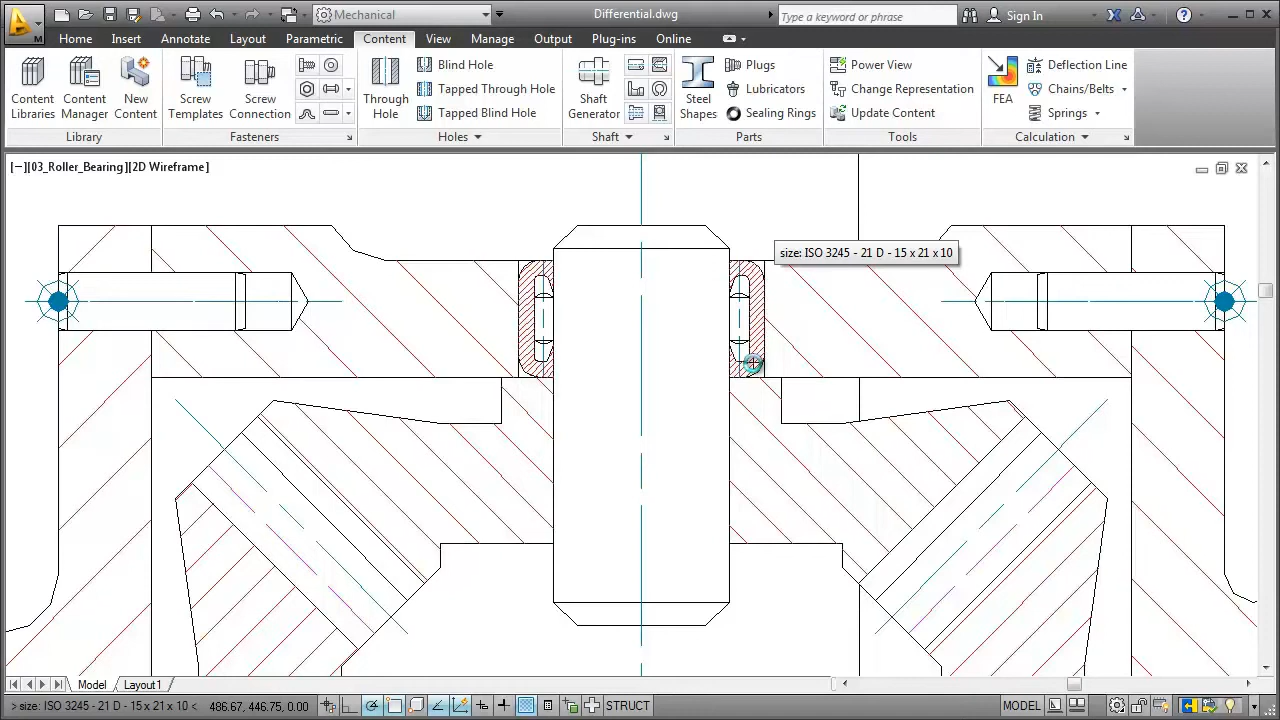 Mechanical
Differential.dwg
Type a keyword or phrase
Sign In
Home Insert Annotate Layout Parametric Content View Manage Output Plug-ins Online
Content Libraries
Content Manager
New Content
Library
Screw Templates
Screw Connection
Fasteners
Through Hole
Blind Hole
Tapped Through Hole
Tapped Blind Hole
Holes
Shaft Generator
Shaft
Steel Shapes
Plugs
Lubricators
Sealing Rings
Parts
Power View
Change Representation
Update Content
Tools
FEA
Deflection Line
Chains/Belts
Springs
Calculation
[−][03_Roller_Bearing][2D Wireframe]
size: ISO 3245 - 21 D - 15 x 21 x 10
Model Layout1
> size: ISO 3245 - 21 D - 15 x 21 x 10 < 486.67, 446.75, 0.00 STRUCT MODEL